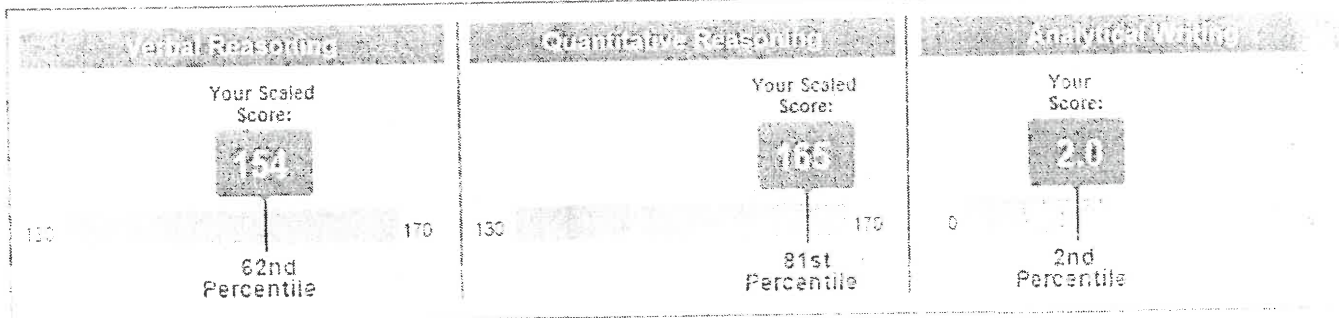 Verbal Reasoning
Your Scaled
Score:
154
130
170
62nd
Percentile
Quantitative Reasoning
Your Scaled
Score:
165
130
170
81st
Percentile
Analytical Writing
Your
Score:
2.0
0
2nd
Percentile